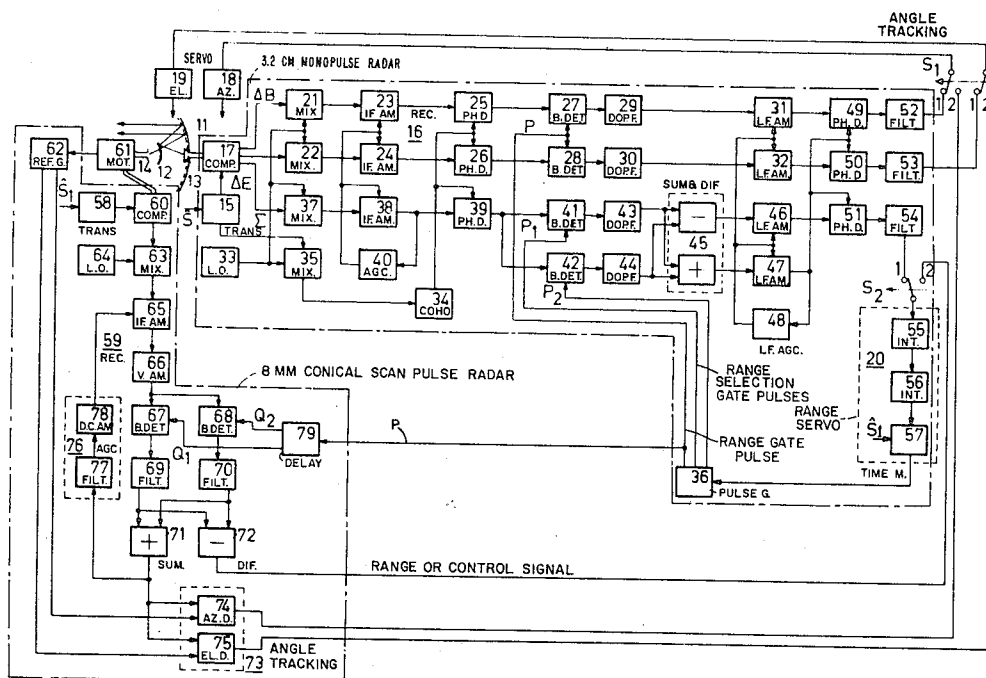 ANGLE
TRACKING
SERVO
3.2 CM MONOPULSE RADAR
19
EL.
18
AZ.
S1
1 2 1 2
ΔB
21
MIX
23
IF. AM
REC.
16
25
PH D.
27
B. DET
29
DOP.F.
31
L.F. AM.
49
PH. D.
52
FILT
11
62
REF. G.
61
MOT.
14
12
13
17
COMP.
22
MIX.
24
IF. AM.
26
PH. D.
P
28
B. DET
30
DOP.F.
32
L.F. AM.
50
PH. D.
53
FILT.
ΔE
SUM & DIF
Ŝ1
58
TRANS
60
COMP.
S
15
TRANS
Σ
37
MIX.
38
IF. AM.
39
PH. D.
P1
41
B. DET
43
DOP.F.
−
45
46
L.F. AM
51
PH. D.
54
FILT
64
L.O.
63
MIX.
33
L.O.
35
MIX.
40
AGC.
42
B. DET.
44
DOP.F.
+
47
L.F. AM.
1 2
P2
34
COHO
S2
65
IF. AM.
48
L.F. AGC.
55
INT.
59
REC.
20
66
V. AM
8 MM CONICAL SCAN PULSE RADAR
RANGE
SELECTION
GATE PULSES
56
INT.
RANGE
SERVO
78
D.C. AM
67
B. DET
68
B. DET.
Q2
79
DELAY
P
RANGE GATE
PULSE
Ŝ1
57
TIME M.
76
AGC
Q1
77
FILT.
69
FILT.
70
FILT.
36
PULSE G.
+
71
SUM.
−
72
DIF.
RANGE OR CONTROL SIGNAL
74
AZ. D.
75
EL. D.
73
ANGLE
TRACKING